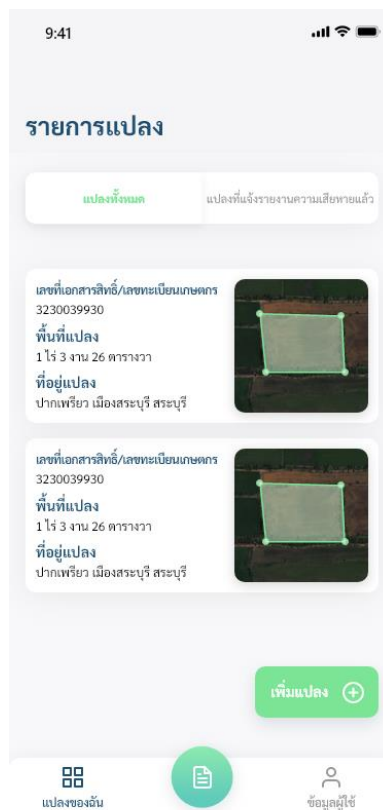 9:41
รายการแปลง
แปลงทั้งหมด
แปลงที่แจ้งรายงานความเสียหายแล้ว
เลขที่เอกสารสิทธิ์/เลขทะเบียนเกษตกร
3230039930
พื้นที่แปลง
1 ไร่ 3 งาน 26 ตารางวา
ที่อยู่แปลง
ปากเพรียว เมืองสระบุรี สระบุรี
เลขที่เอกสารสิทธิ์/เลขทะเบียนเกษตกร
3230039930
พื้นที่แปลง
1 ไร่ 3 งาน 26 ตารางวา
ที่อยู่แปลง
ปากเพรียว เมืองสระบุรี สระบุรี
เพิ่มแปลง
แปลงของฉัน
ข้อมูลผู้ใช้